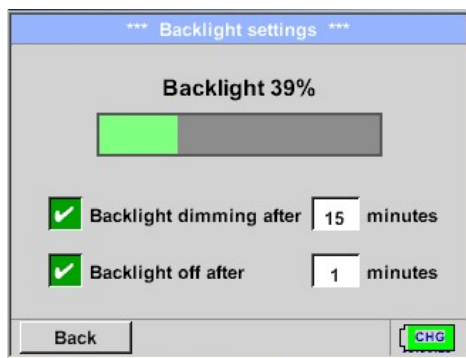 *** Backlight settings ***
Backlight 39%
Backlight dimming after 15 minutes
Backlight off after 1 minutes
Back
CHG